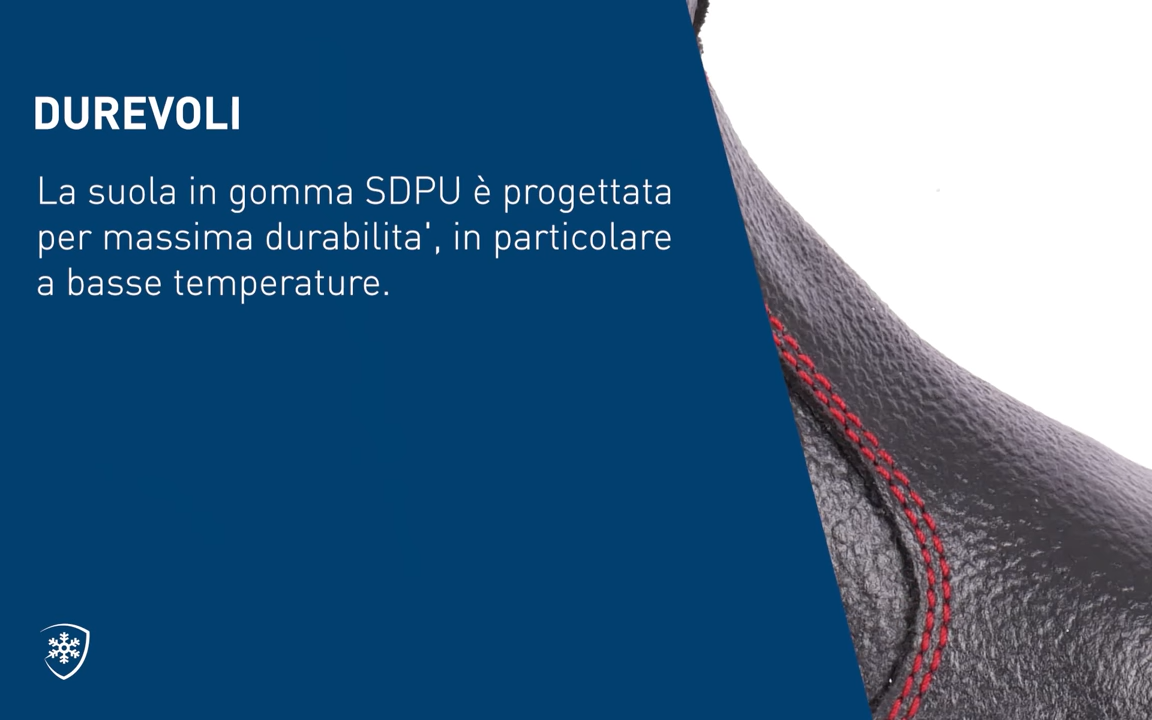 DUREVOLI
La suola in gomma SDPU è progettata
per massima durabilita', in particolare
a basse temperature.